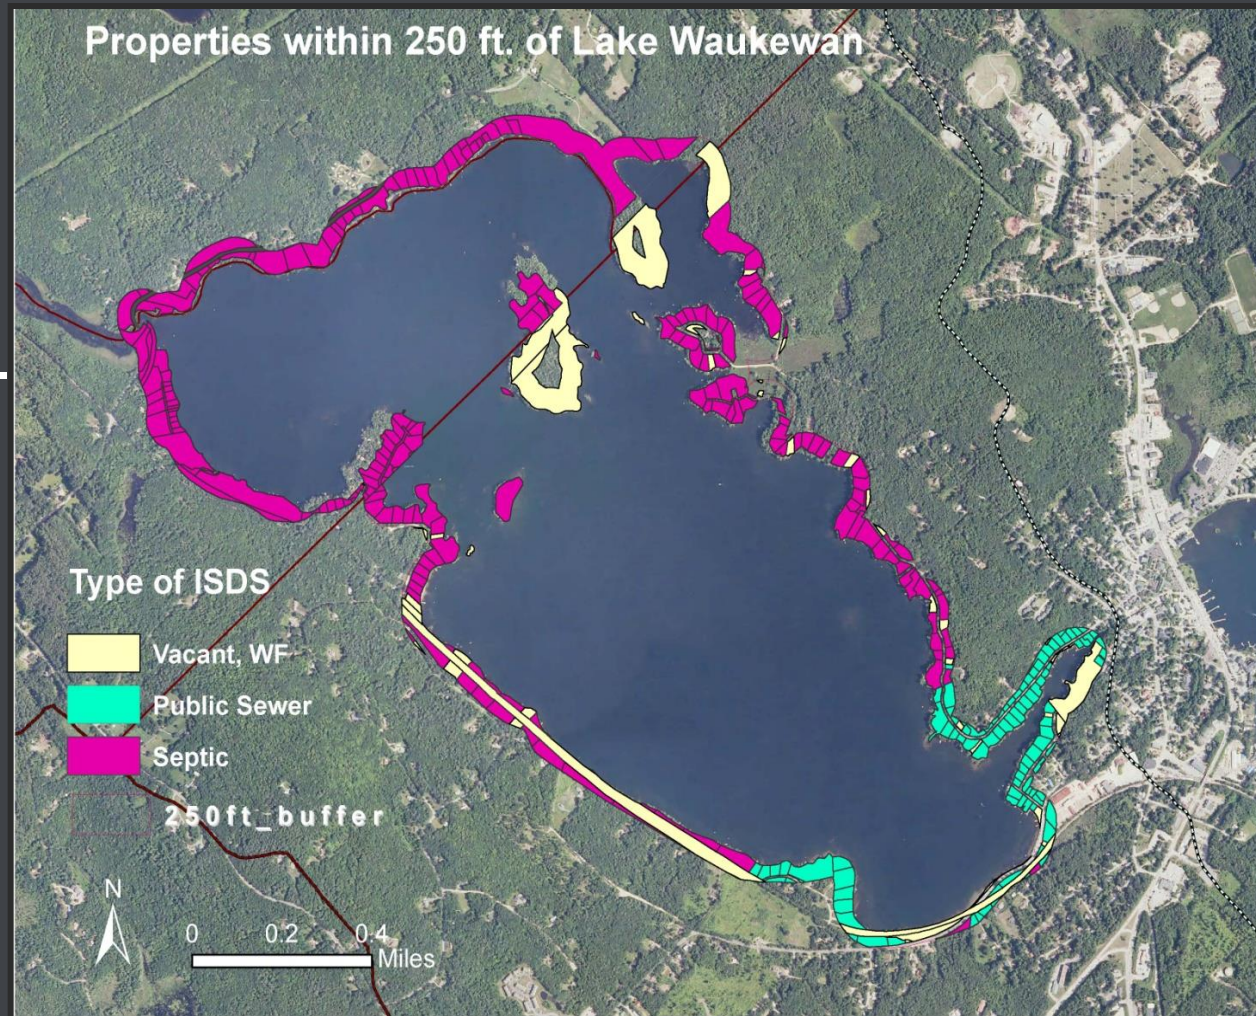 Properties within 250 ft. of Lake Waukewan
Type of ISDS
Vacant, WF
Public Sewer
Septic
250ft_buffer
N
0 0.2 0.4
Miles